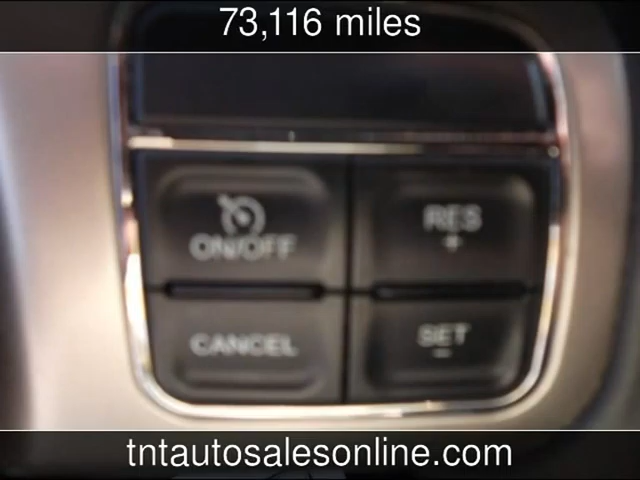 73,116 miles
ON/OFF
RES
+
CANCEL
SET
-
tntautosalesonline.com